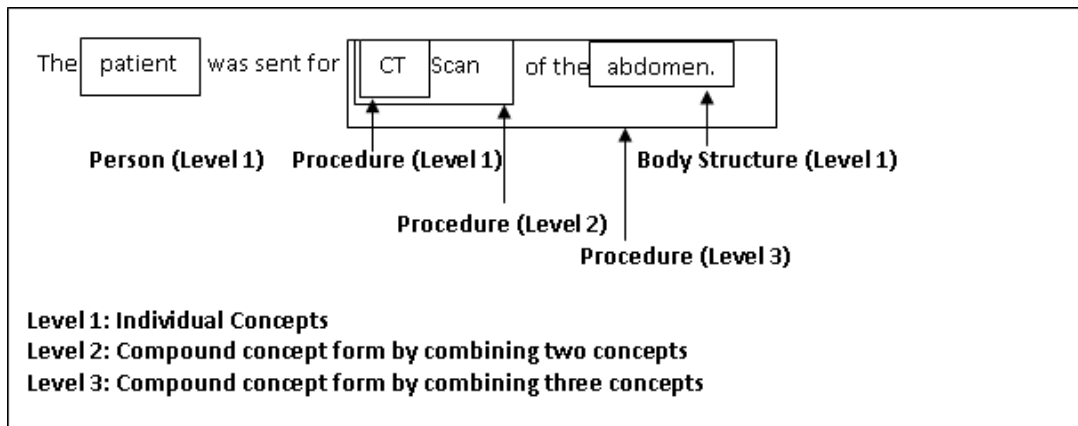 The patient was sent for CT Scan of the abdomen.
Person (Level 1) Procedure (Level 1) Body Structure (Level 1)
Procedure (Level 2)
Procedure (Level 3)
Level 1: Individual Concepts
Level 2: Compound concept form by combining two concepts
Level 3: Compound concept form by combining three concepts